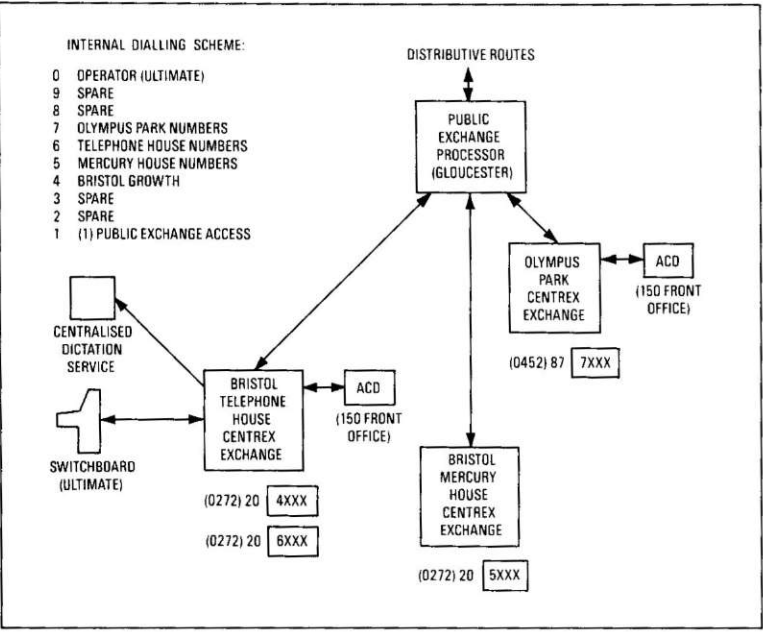 INTERNAL DIALLING SCHEME:
0 OPERATOR (ULTIMATE)
9 SPARE
8 SPARE
7 OLYMPUS PARK NUMBERS
6 TELEPHONE HOUSE NUMBERS
5 MERCURY HOUSE NUMBERS
4 BRISTOL GROWTH
3 SPARE
2 SPARE
1 (1) PUBLIC EXCHANGE ACCESS
DISTRIBUTIVE ROUTES
PUBLIC
EXCHANGE
PROCESSOR
(GLOUCESTER)
OLYMPUS
PARK
CENTREX
EXCHANGE
ACD
(150 FRONT
OFFICE)
(0452) 87 7XXX
CENTRALISED
DICTATION
SERVICE
BRISTOL
TELEPHONE
HOUSE
CENTREX
EXCHANGE
ACD
(150 FRONT
OFFICE)
SWITCHBOARD
(ULTIMATE)
(0272) 20 4XXX
(0272) 20 6XXX
BRISTOL
MERCURY
HOUSE
CENTREX
EXCHANGE
(0272) 20 5XXX